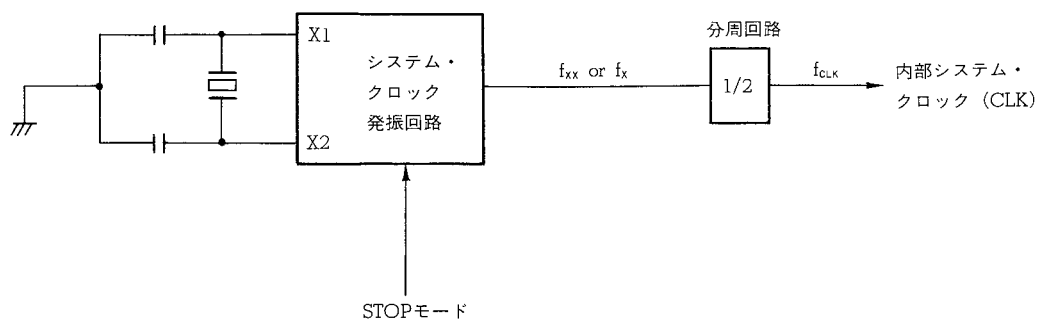 X1
X2
システム・
クロック
発振回路
STOPモード
fxx or fx
分周回路
1/2
fCLK
内部システム・
クロック (CLK)